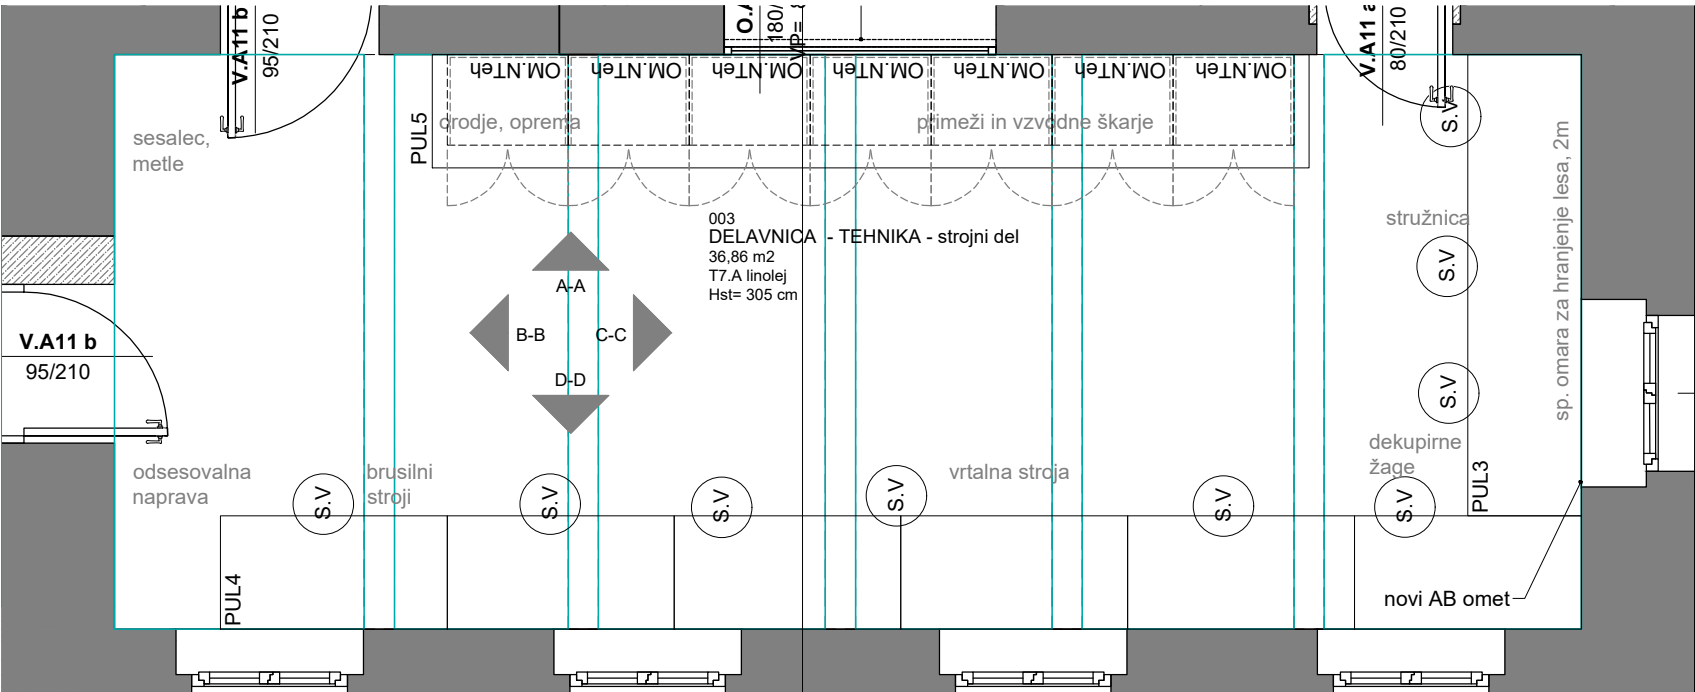 V.A11 b
95/210
O.A
180/
VP= 8
V.A11 a
80/210
OM.NTeh
OM.NTeh
OM.NTeh
OM.NTeh
OM.NTeh
OM.NTeh
OM.NTeh
PUL5
orodje, oprema
primeži in vzvodne škarje
sesalec,
metle
S.V
sp. omara za hranjenje lesa, 2m
stružnica
003
DELAVNICA - TEHNIKA - strojni del
36,86 m2
T7.A linolej
Hst= 305 cm
S.V
A-A
B-B
C-C
D-D
V.A11 b
95/210
S.V
dekupirne
žage
odsesovalna
naprava
brusilni
stroji
vrtalna stroja
PUL3
S.V
S.V
S.V
S.V
S.V
S.V
PUL4
novi AB omet